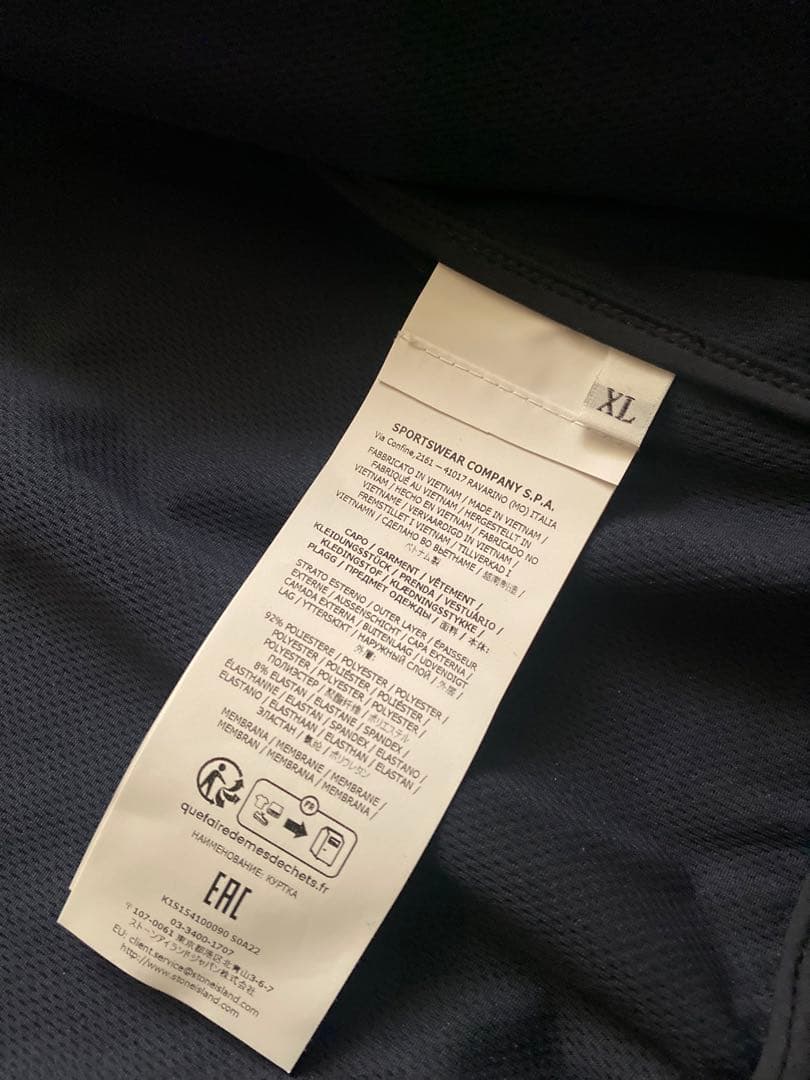 XL
SPORTSWEAR COMPANY S.P.A.
Via Confine,2161 – 41017 RAVARINO (MO) ITALIA
FABBRICATO IN VIETNAM / MADE IN VIETNAM /
FABRIQUÉ AU VIETNAM / HERGESTELLT IN
VIETNAM / HECHO EN VIETNAM / FABRICADO NO
VIETNAME / VERVAARDIGD IN VIETNAM /
FREMSTILLET I VIETNAM / TILLVERKAD I
VIETNAMN / СДЕЛАНО ВО ВЬЕТНАМЕ / 越南制造 /
ベトナム製
CAPO / GARMENT / VÊTEMENT /
KLEIDUNGSSTÜCK / PRENDA / VESTUÁRIO /
KLEDINGSTOF / KLÆDNINGSSTYKKE /
PLAGG / ПРЕДМЕТ ОДЕЖДЫ / 面料 / 本体:
STRATO ESTERNO / OUTER LAYER / ÉPAISSEUR
EXTERNE / AUSSENSCHICHT / CAPA EXTERNA /
CAMADA EXTERNA / BUITENLAAG / UDVENDIGT
LAG / YTTERSKIKT / НАРУЖНЫЙ СЛОЙ / 外层 /
外層:
92% POLIESTERE / POLYESTER / POLYESTER /
POLYESTER / POLIÉSTER / POLIÉSTER /
POLYESTER / POLYESTER / POLYESTER /
ПОЛИЭСТЕР / 聚酯纤维 / ポリエステル
8% ELASTAN / ELASTANE / SPANDEX /
ÉLASTHANNE / ELASTAN / SPANDEX / ELASTANO /
ELASTANO / ELASTHAAN / ELASTHAN / ELASTAN /
ЭЛАСТАН / 氨纶 / ポリウレタン
MEMBRANA / MEMBRANE / MEMBRANE /
MEMBRAN / MEMBRANA / MEMBRANA /
FR
quefairedemesdechets.fr
НАИМЕНОВАНИЕ: КУРТКА
EAC
K1S154100090 S0A22
03-3400-1707
〒107-0061 東京都港区北青山3-6-7
ストーンアイランドジャパン株式会社
EU: client.service@stoneisland.com
http://www.stoneisland.com